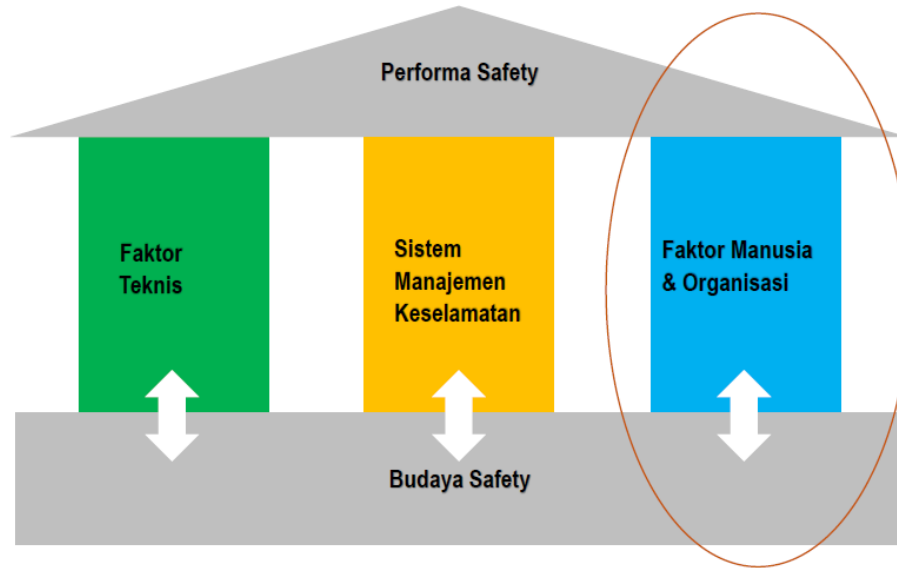 Performa Safety
Faktor
Teknis
Sistem
Manajemen
Keselamatan
Faktor Manusia
& Organisasi
Budaya Safety